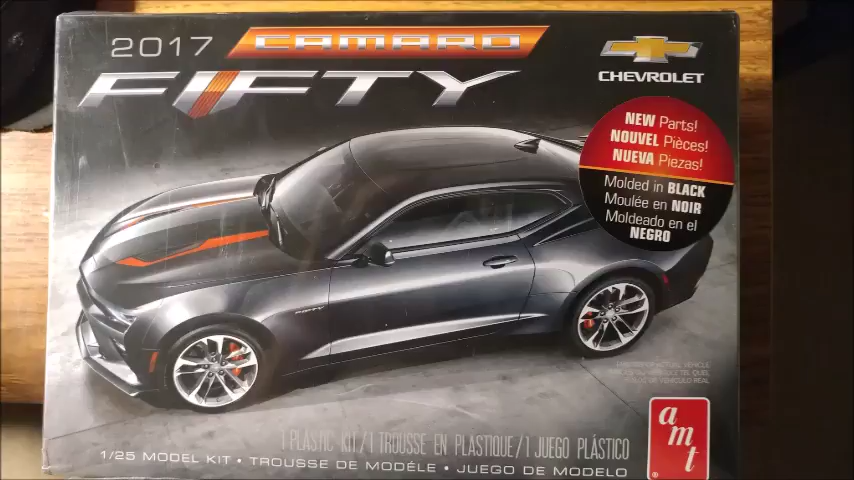 2017 CAMARO
FIFTY
CHEVROLET
NEW Parts!
NOUVEL Pièces!
NUEVA Piezas!
Molded in BLACK
Moulée en NOIR
Moldeado en el
NEGRO
FIFTY
1 PLASTIC KIT/1 TROUSSE EN PLASTIQUE/1 JUEGO PLÁSTICO
1/25 MODEL KIT • TROUSSE DE MODÉLE • JUEGO DE MODELO
amt
®